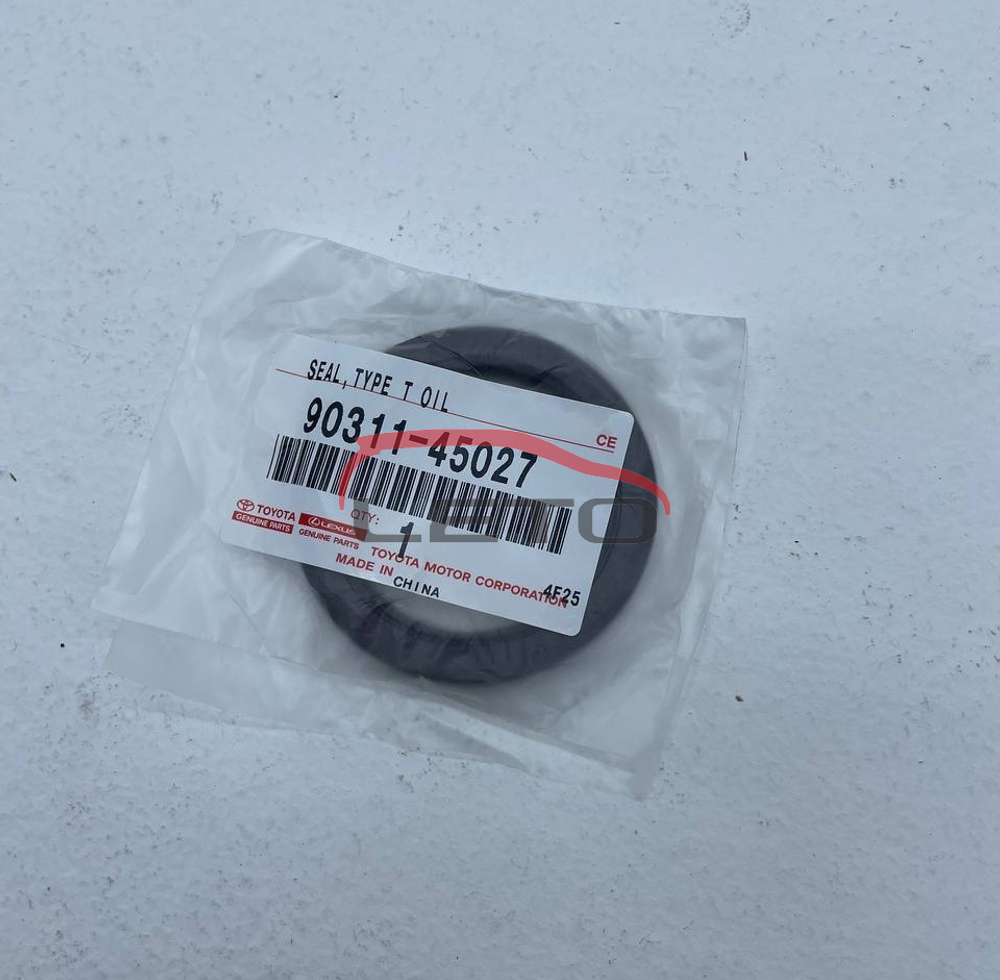 SEAL, TYPE T OIL
CE
90311-45027
LETO
TOYOTA
GENUINE PARTS
LEXUS
GENUINE PARTS
QTY:
1
TOYOTA MOTOR CORPORATION
MADE IN
CHINA
4F25